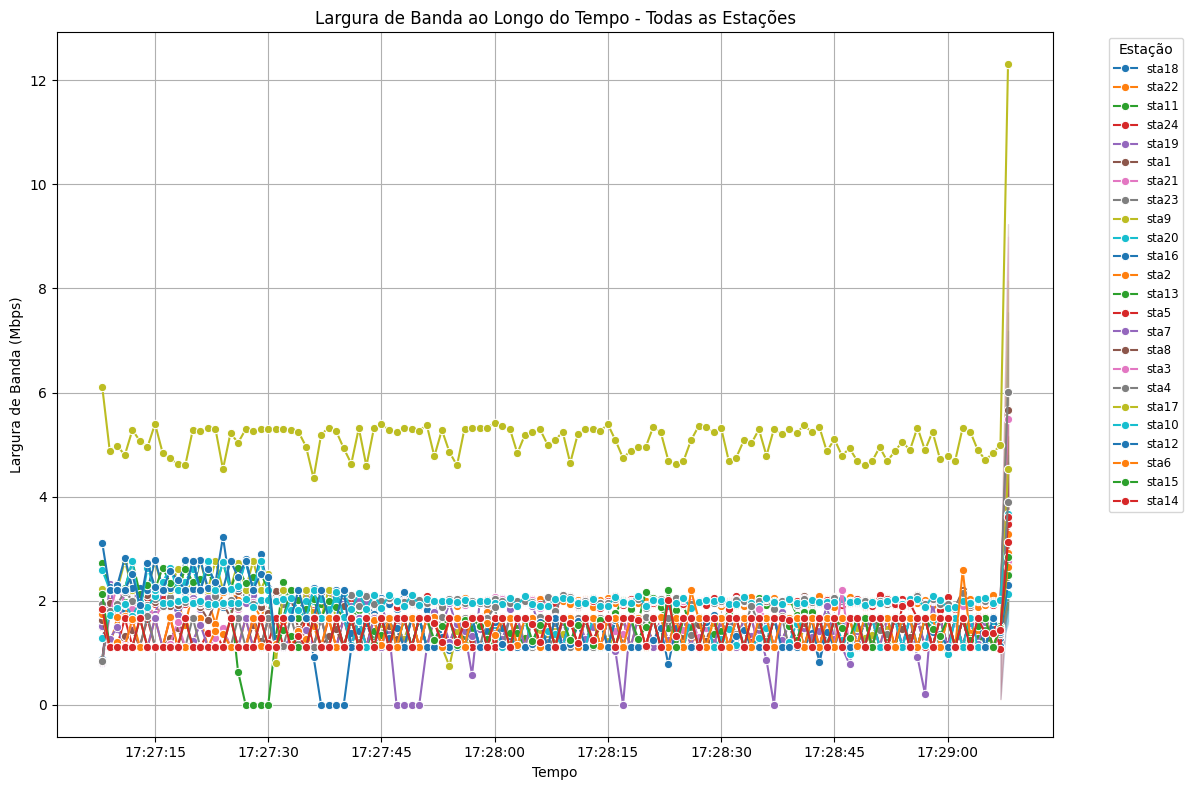 Largura de Banda ao Longo do Tempo - Todas as Estações
Largura de Banda (Mbps)
12
10
8
6
4
2
0
17:27:15 17:27:30 17:27:45 17:28:00 17:28:15 17:28:30 17:28:45 17:29:00
Tempo
Estação
sta18
sta22
sta11
sta24
sta19
sta1
sta21
sta23
sta9
sta20
sta16
sta2
sta13
sta5
sta7
sta8
sta3
sta4
sta17
sta10
sta12
sta6
sta15
sta14